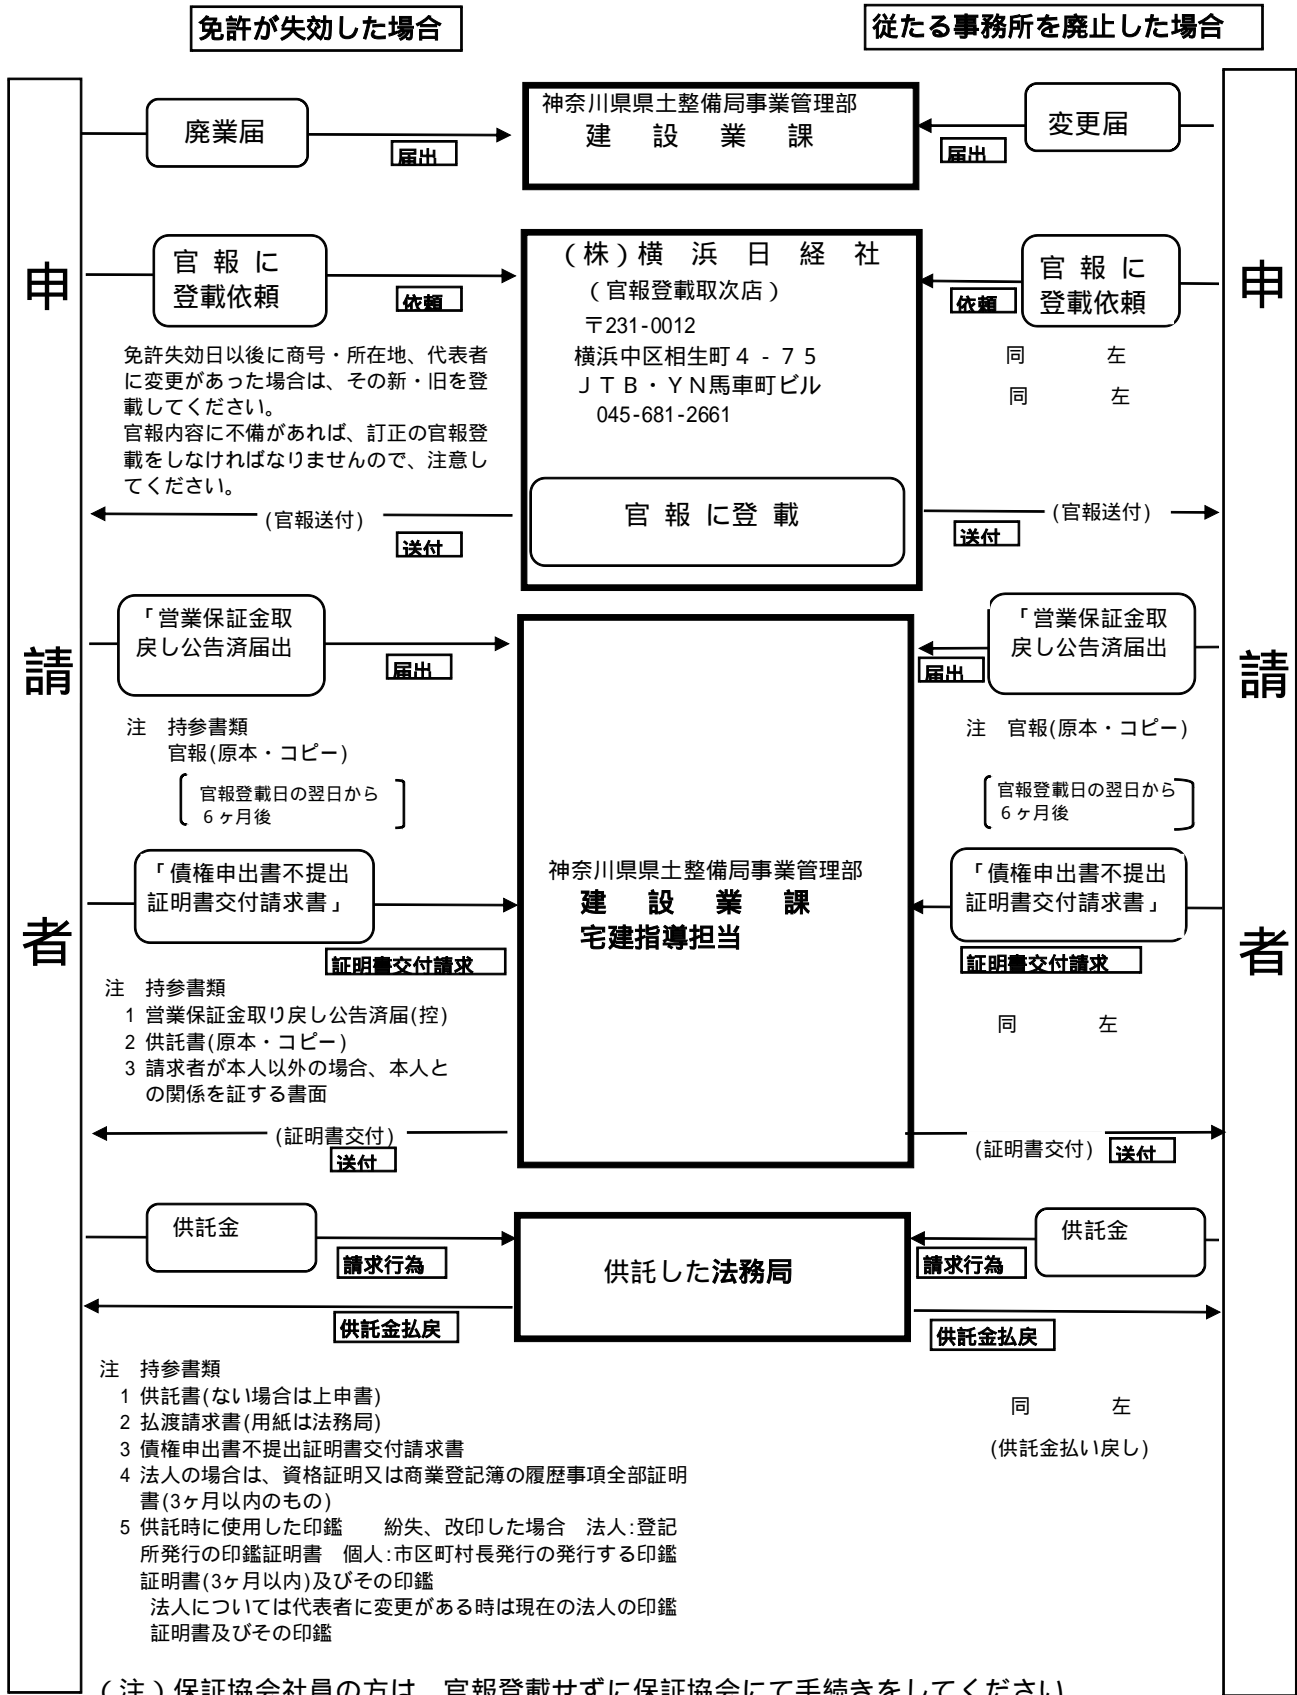 免許が失効した場合
従たる事務所を廃止した場合
申
請
者
廃業届
届出
神奈川県県土整備局事業管理部
建 設 業 課
変更届
届出
官 報 に
登載依頼
依頼
免許失効日以後に商号・所在地、代表者
に変更があった場合は、その新・旧を登
載してください。
官報内容に不備があれば、訂正の官報登
載をしなければなりませんので、注意し
てください。
(官報送付)
送付
(株)横 浜 日 経 社
(官報登載取次店)
〒231-0012
横浜中区相生町4-75
JTB・YN馬車町ビル
045-681-2661
官 報 に登 載
官 報 に
登載依頼
依頼
同 左
同 左
(官報送付)
送付
「営業保証金取
戻し公告済届出
届出
注 持参書類
官報(原本・コピー)
官報登載日の翌日から
6ヶ月後
「債権申出書不提出
証明書交付請求書」
証明書交付請求
注 持参書類
1 営業保証金取り戻し公告済届(控)
2 供託書(原本・コピー)
3 請求者が本人以外の場合、本人と
の関係を証する書面
(証明書交付)
送付
神奈川県県土整備局事業管理部
建 設 業 課
宅建指導担当
「営業保証金取
戻し公告済届出
届出
注 官報(原本・コピー)
官報登載日の翌日から
6ヶ月後
「債権申出書不提出
証明書交付請求書」
証明書交付請求
同 左
(証明書交付)
送付
供託金
請求行為
供託金払戻
供託した法務局
供託金
請求行為
供託金払戻
注 持参書類
1 供託書(ない場合は上申書)
2 払渡請求書(用紙は法務局)
3 債権申出書不提出証明書交付請求書
4 法人の場合は、資格証明又は商業登記簿の履歴事項全部証明
書(3ヶ月以内のもの)
5 供託時に使用した印鑑 紛失、改印した場合 法人:登記
所発行の印鑑証明書 個人:市区町村長発行の発行する印鑑
証明書(3ヶ月以内)及びその印鑑
法人については代表者に変更がある時は現在の法人の印鑑
証明書及びその印鑑
同 左
(供託金払い戻し)
申
請
者
(注)保証協会社員の方は、官報登載せずに保証協会にて手続きをしてください